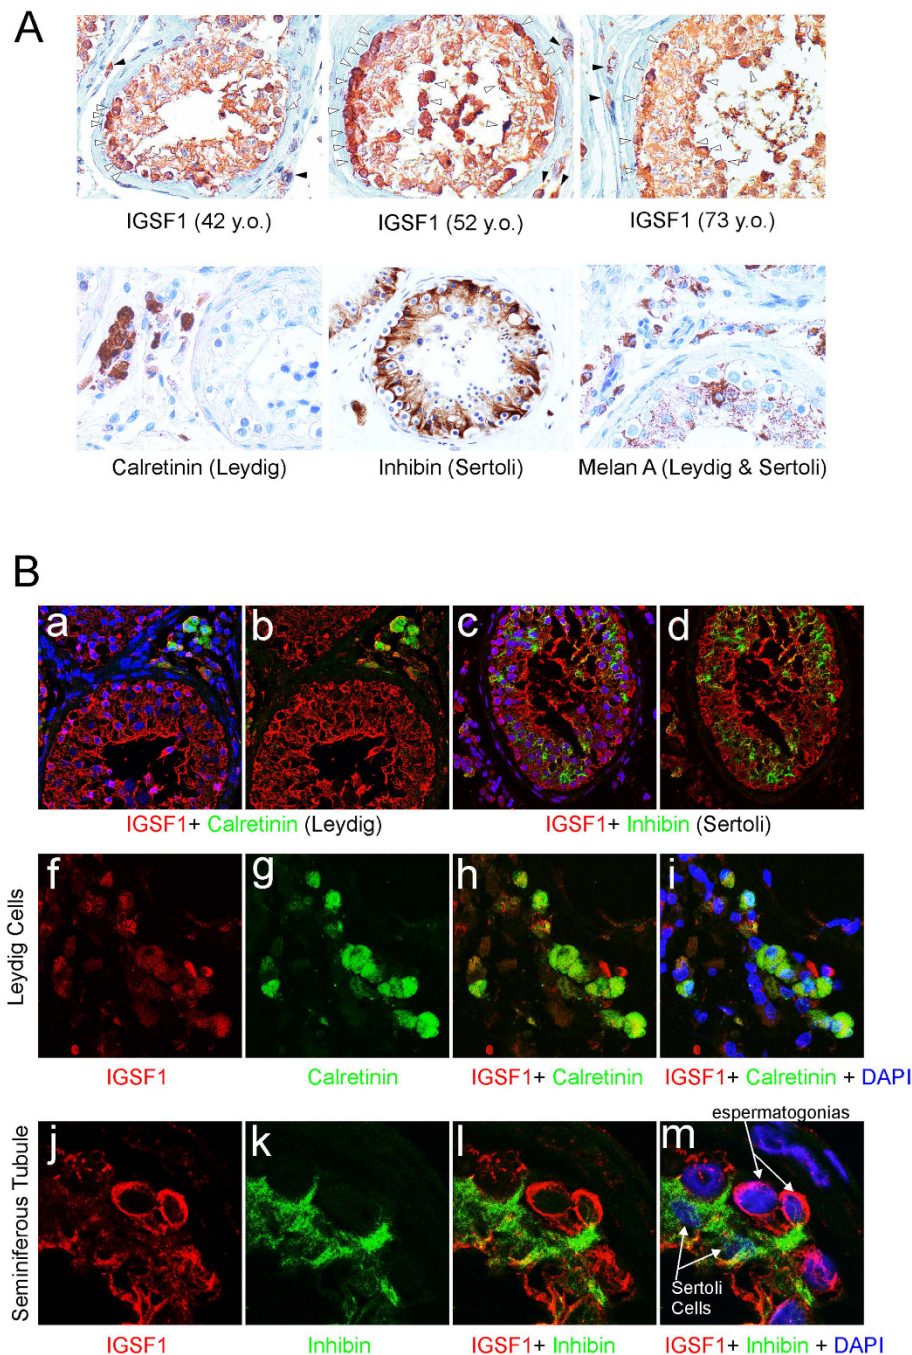 A
IGSF1 (42 y.o.)
IGSF1 (52 y.o.)
IGSF1 (73 y.o.)
Calretinin (Leydig)
Inhibin (Sertoli)
Melan A (Leydig & Sertoli)
B
a
b
c
d
IGSF1+ Calretinin (Leydig)
IGSF1+ Inhibin (Sertoli)
Leydig Cells
f
g
h
i
IGSF1
Calretinin
IGSF1+ Calretinin
IGSF1+ Calretinin + DAPI
espermatogonias
Seminiferous Tubule
j
k
l
m
Sertoli
Cells
IGSF1
Inhibin
IGSF1+ Inhibin
IGSF1+ Inhibin + DAPI